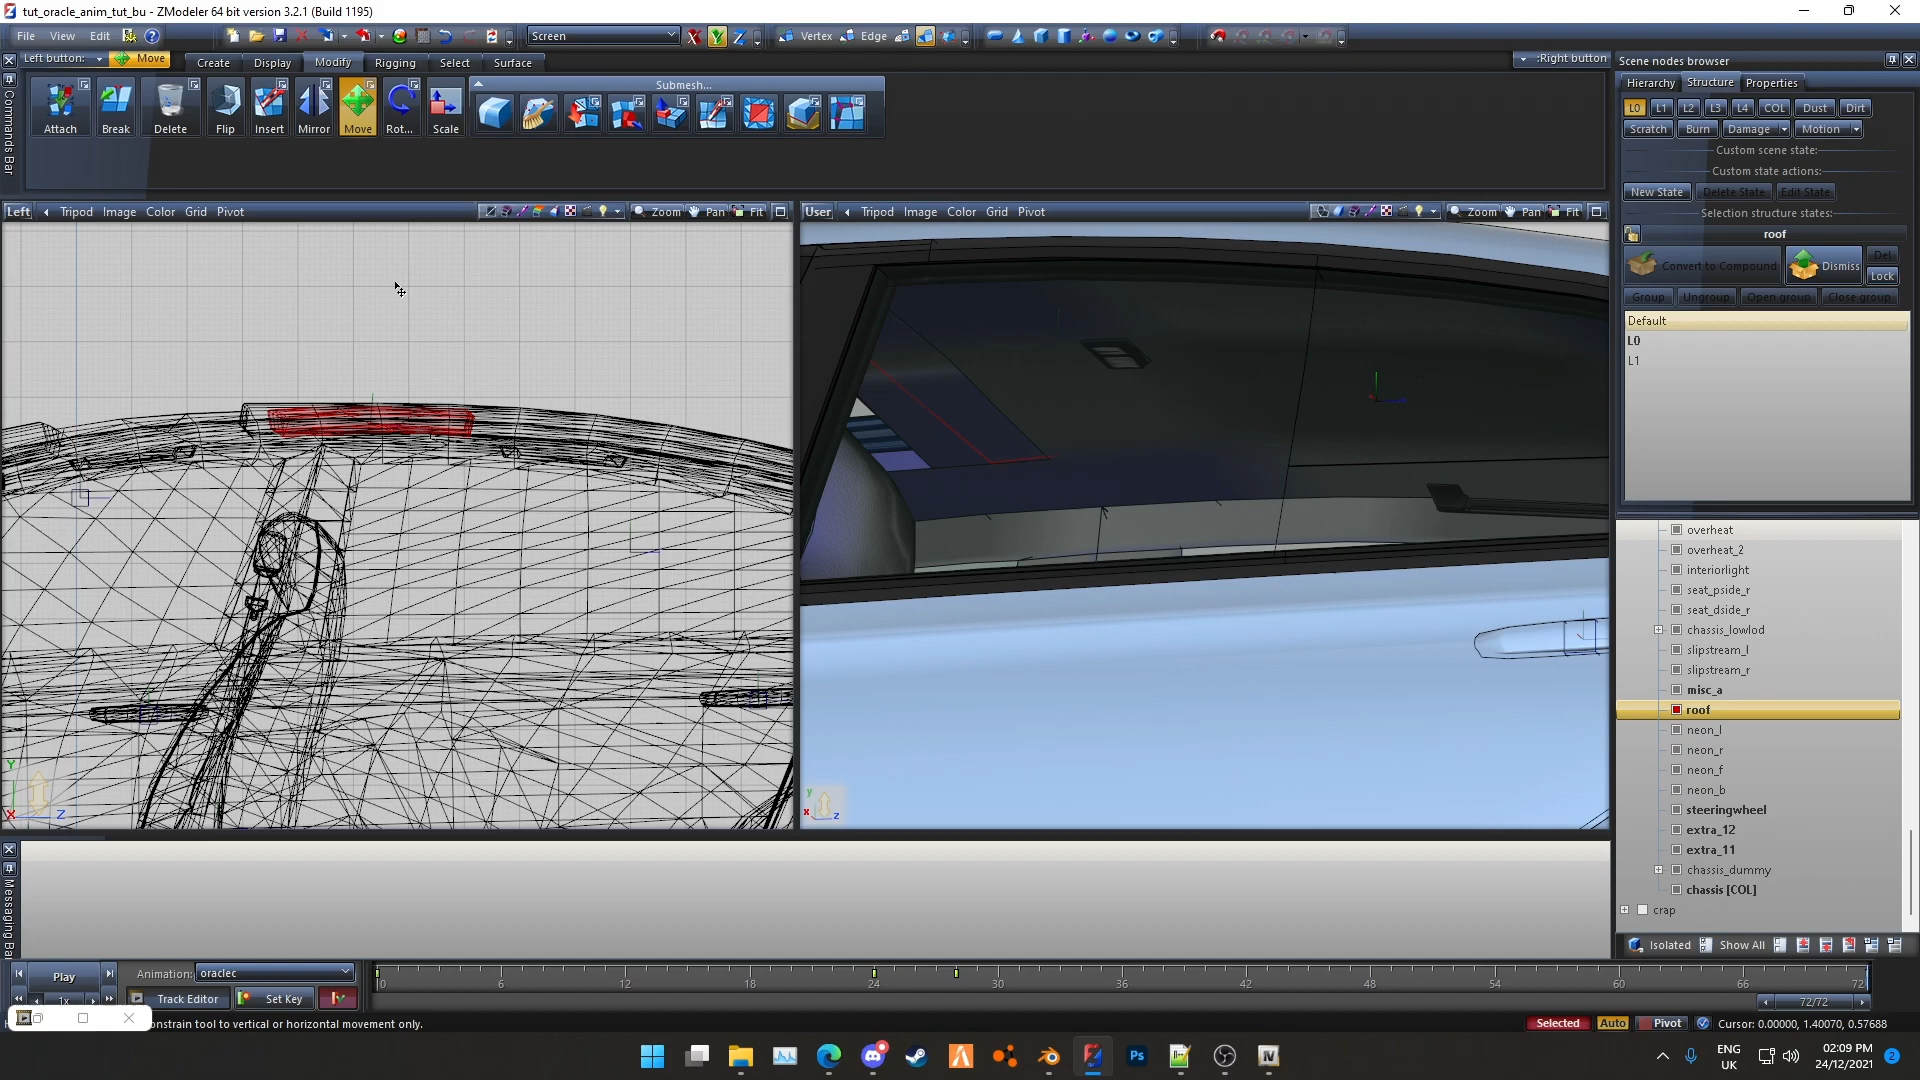 tut_oracle_anim_tut_bu - ZModeler 64 bit version 3.2.1 (Build 1195)
File View Edit
Screen
Vertex Edge
Left button: Move
Create Display Modify Rigging Select Surface
:Right button
Commands Bar
Attach Break Delete Flip Insert Mirror Move Rot... Scale
Submesh...
Left Tripod Image Color Grid Pivot
Zoom Pan Fit
User Tripod Image Color Grid Pivot
Zoom Pan Fit
Y
X
Z
y
x
z
Scene nodes browser
Hierarchy Structure Properties
L0 L1 L2 L3 L4 COL Dust Dirt
Scratch Burn Damage Motion
Custom scene state:
Custom state actions:
New State Delete State Edit State
Selection structure states:
roof
Convert to Compound Dismiss Del
Lock
Group Ungroup Open group Close group
Default
L0
L1
overheat
overheat_2
interiorlight
seat_pside_r
seat_dside_r
chassis_lowlod
slipstream_l
slipstream_r
misc_a
roof
neon_l
neon_r
neon_f
neon_b
steeringwheel
extra_12
extra_11
chassis_dummy
chassis [COL]
crap
Isolated Show All
Messaging Ba
Play Animation: oraclec
0 6 12 18 24 30 36 42 48 54 60 66 72
1x Track Editor Set Key
72/72
onstrain tool to vertical or horizontal movement only.
Selected Auto Pivot Cursor: 0.00000, 1.40070, 0.57688
Ps
IV
ENG
UK
02:09 PM
24/12/2021
2